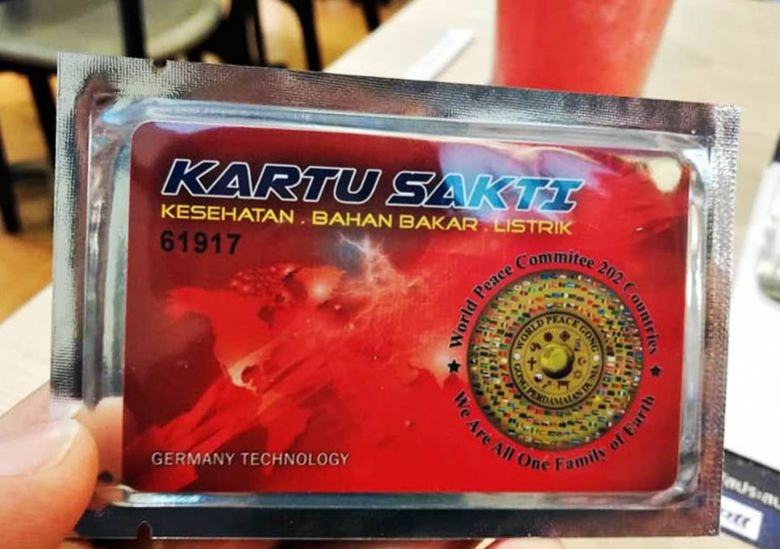 KARTU SAKTI
KESEHATAN . BAHAN BAKAR . LISTRIK
61917
World Peace Commitee 202 Countries
WORLD PEACE GONG
GONG PERDAMAIAN DUNIA
We Are All One Family of Earth
GERMANY TECHNOLOGY